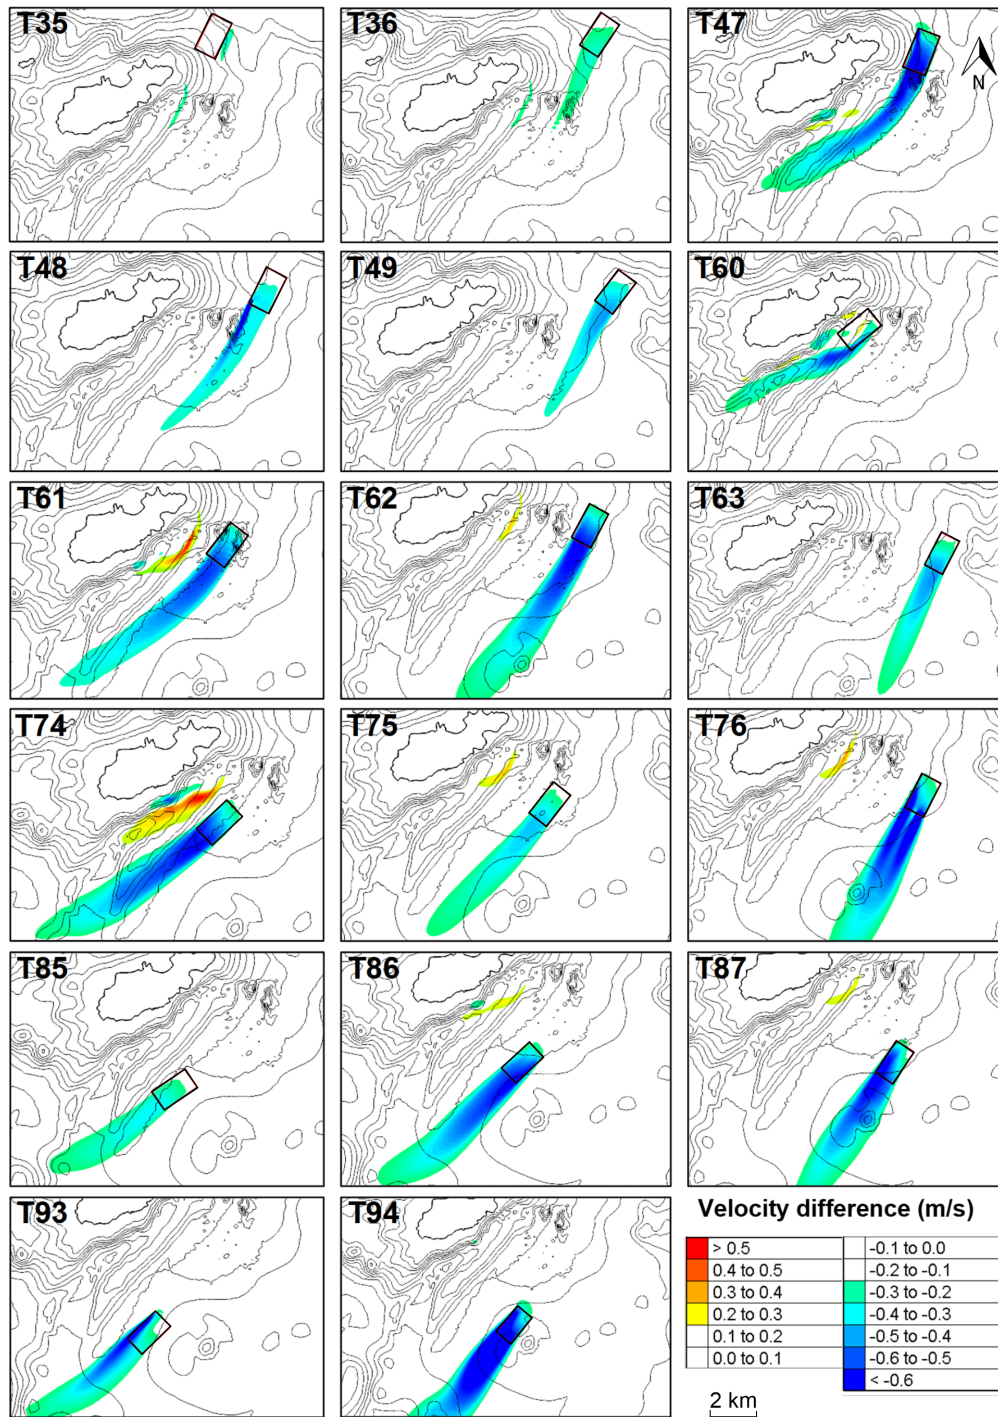 T35
T36
T47
N
T48
T49
T60
T61
T62
T63
T74
T75
T76
T85
T86
T87
T93
T94
Velocity difference (m/s)
> 0.5
0.4 to 0.5
0.3 to 0.4
0.2 to 0.3
0.1 to 0.2
0.0 to 0.1
-0.1 to 0.0
-0.2 to -0.1
-0.3 to -0.2
-0.4 to -0.3
-0.5 to -0.4
-0.6 to -0.5
< -0.6
2 km